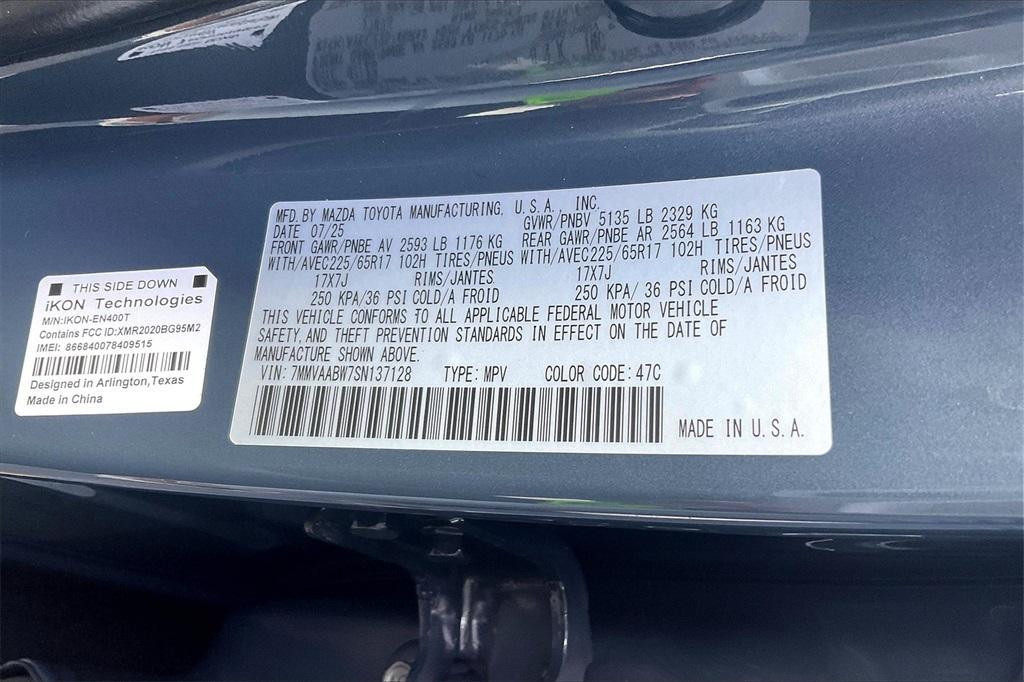 MFD. BY MAZDA TOYOTA MANUFACTURING, U.S.A., INC.
DATE 07/25 GVWR/PNBV 5135 LB 2329 KG
FRONT GAWR/PNBE AV 2593 LB 1176 KG REAR GAWR/PNBE AR 2564 LB 1163 KG
WITH/AVEC225/65R17 102H TIRES/PNEUS WITH/AVEC225/65R17 102H TIRES/PNEUS
17X7J RIMS/JANTES 17X7J RIMS/JANTES
250 KPA/36 PSI COLD/A FROID 250 KPA/ 36 PSI COLD/A FROID
THIS VEHICLE CONFORMS TO ALL APPLICABLE FEDERAL MOTOR VEHICLE
SAFETY, AND THEFT PREVENTION STANDARDS IN EFFECT ON THE DATE OF
MANUFACTURE SHOWN ABOVE.
VIN: 7MMVAABW7SN137128 TYPE: MPV COLOR CODE: 47C
MADE IN U.S.A.
THIS SIDE DOWN
iKON Technologies
M/N:IKON-EN400T
Contains FCC ID:XMR2020BG95M2
IMEI: 866840078409515
Designed in Arlington,Texas
Made in China